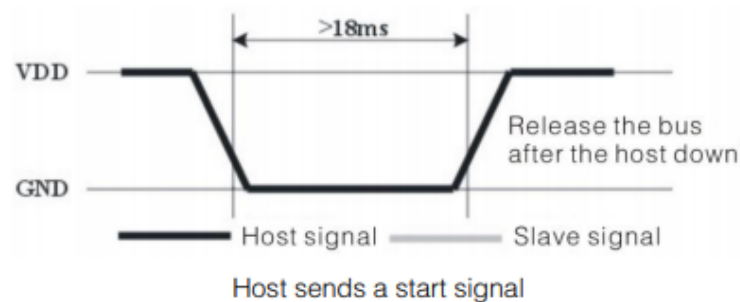 >18ms
VDD
Release the bus
after the host down
GND
Host signal
Slave signal
Host sends a start signal